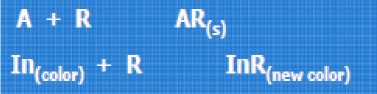 A + R AR(s)
In(color) + R InR(new color)